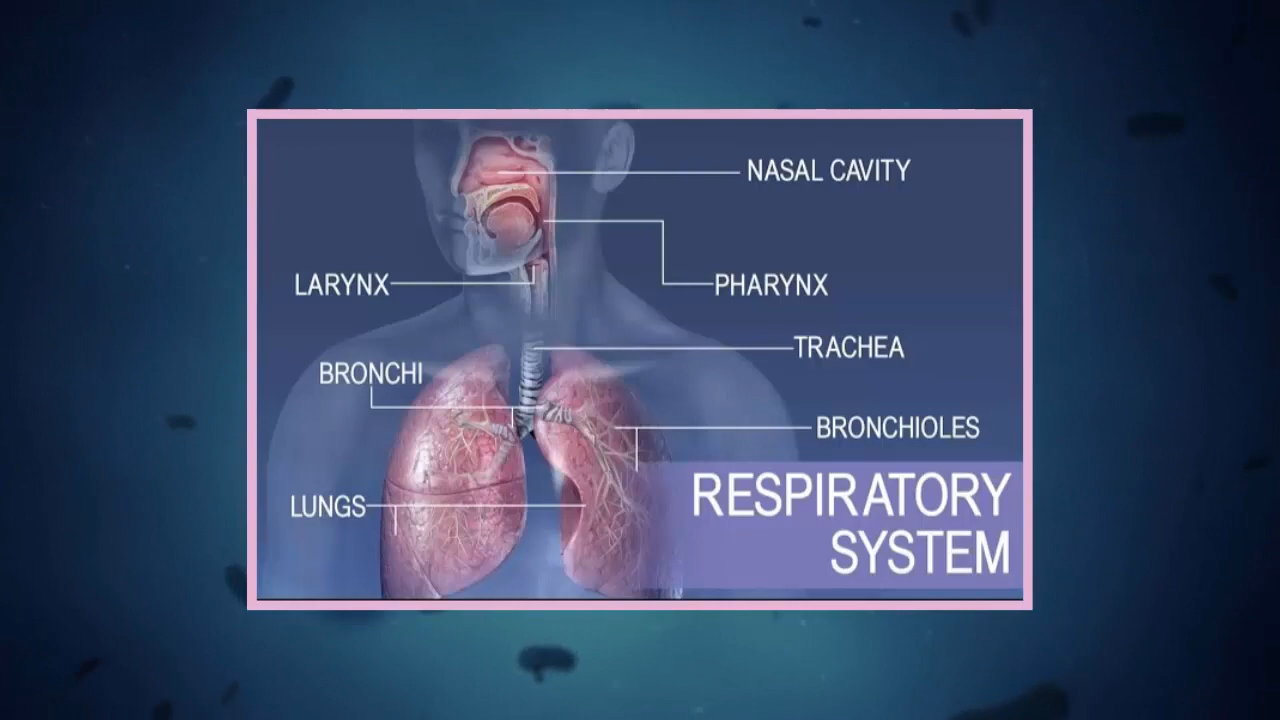 NASAL CAVITY
LARYNX
PHARYNX
TRACHEA
BRONCHI
BRONCHIOLES
LUNGS
RESPIRATORY
SYSTEM